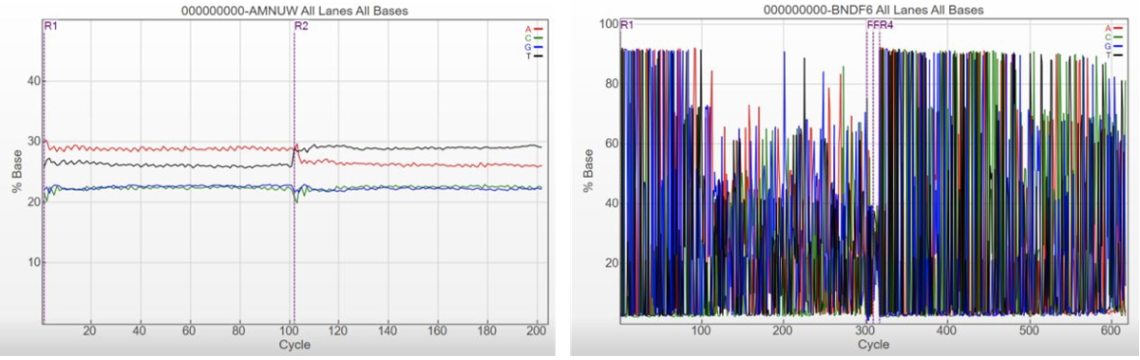 000000000-AMNUW All Lanes All Bases
R1
R2
A
C
G
T
40
30
20
10
% Base
20
40
60
80
100
120
140
160
180
200
Cycle
000000000-BNDF6 All Lanes All Bases
100
R1
R4
A
C
G
T
80
60
40
20
% Base
100
200
300
400
500
600
Cycle